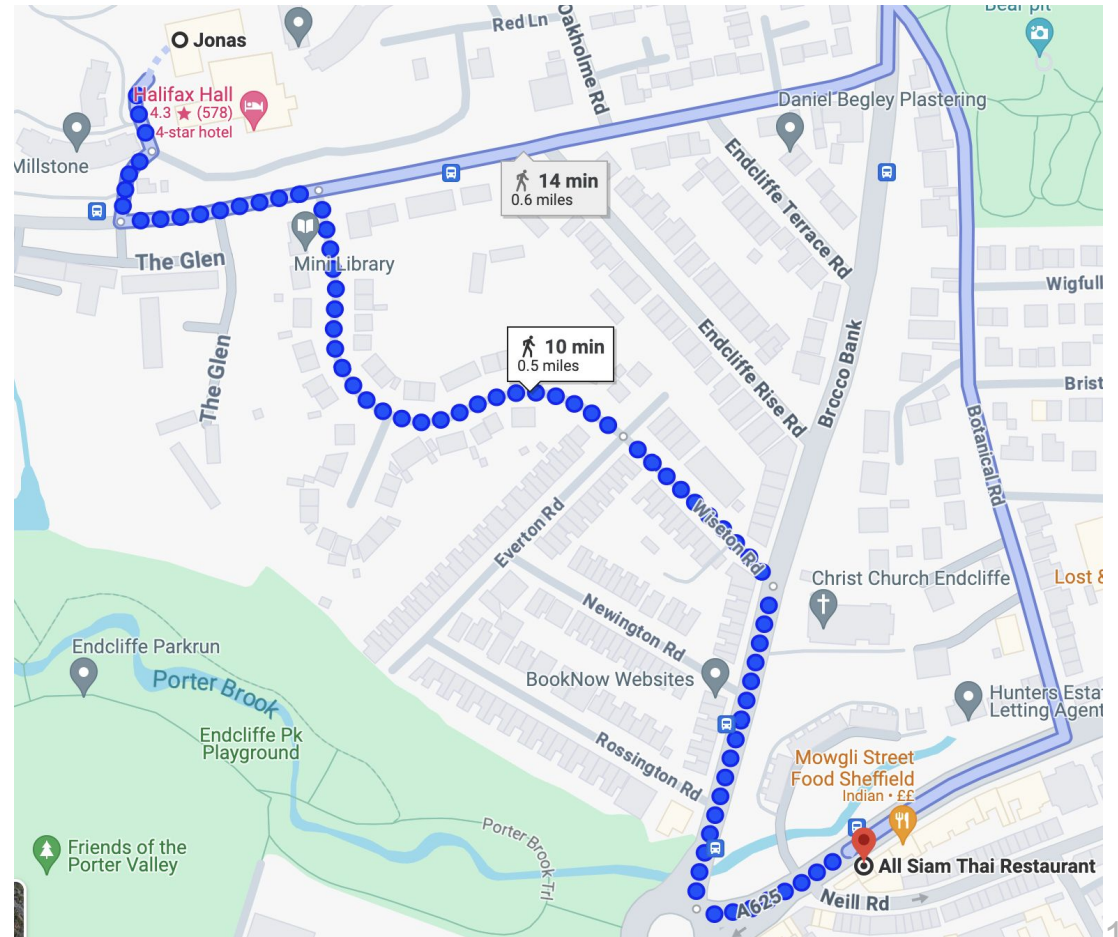 Bear pit
Red Ln
Oakholme Rd
Jonas
Halifax Hall
4.3 ★ (578)
4-star hotel
Daniel Begley Plastering
Millstone
14 min
0.6 miles
Endcliffe Terrace Rd
The Glen
Mini Library
Wigfull
The Glen
10 min
0.5 miles
Endcliffe Rise Rd
Brocco Bank
Brist
Botanical Rd
Everton Rd
Wiseton Rd
Christ Church Endcliffe
Lost &
Newington Rd
Endcliffe Parkrun
Porter Brook
BookNow Websites
Hunters Esta
Letting Agent
Endcliffe Pk
Playground
Rossington Rd
Mowgli Street
Food Sheffield
Indian • ££
Porter Brook Trl
Friends of the
Porter Valley
All Siam Thai Restaurant
A625
Neill Rd